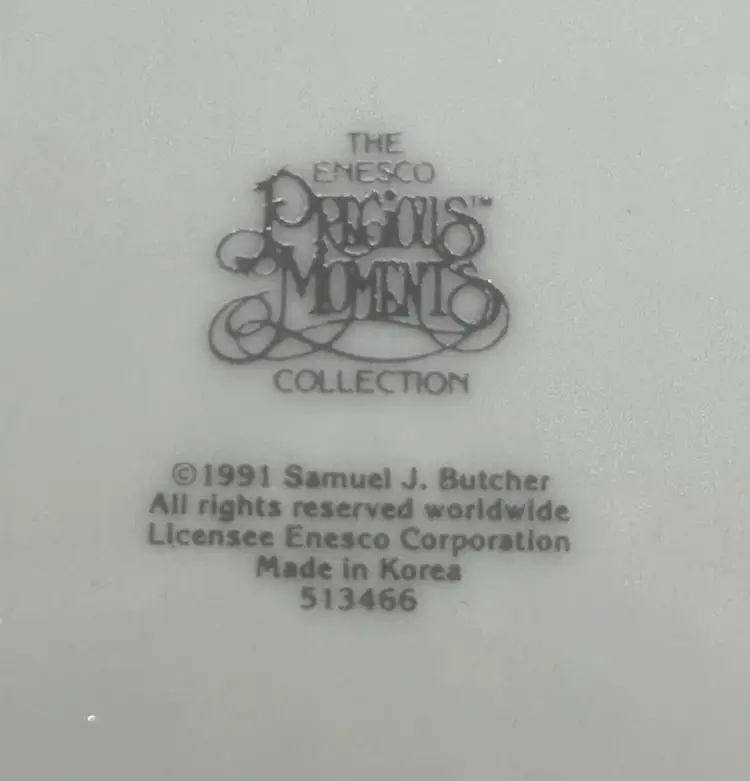 THE
ENESCO
PRECIOUS™
MOMENTS
COLLECTION
©1991 Samuel J. Butcher
All rights reserved worldwide
Licensee Enesco Corporation
Made in Korea
513466